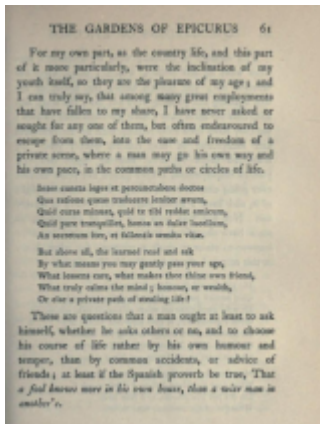 THE GARDENS OF EPICURUS 61
For my own part, as the country life, and this part
of it more particularly, were the inclination of my
youth itself, so they are the pleasure of my age; and
I can truly say, that among many great employments
that have fallen to my share, I have never asked or
sought for any one of them, but often endeavoured to
escape from them, into the ease and freedom of a
private scene, where a man may go his own way and
his own pace, in the common paths or circles of life.
Inter cuncta leges et percunctabere doctos
Qua ratione queas traducere leniter ævum,
Quid curas minuat, quid te tibi reddat amicum,
Quid pure tranquillet, honos an dulce lucellum,
An secretum iter, et fallentis semita vitæ.
But above all, the learned read and ask
By what means you may gently pass your age,
What lessens care, what makes thee thine own friend,
What truly calms the mind; honour, or wealth,
Or else a private path of stealing life?
These are questions that a man ought at least to ask
himself, whether he asks others or no, and to choose
his course of life rather by his own humour and
temper, than by common accidents, or advice of
friends; at least if the Spanish proverb be true, That
a fool knows more in his own house, than a wise man in
another's.